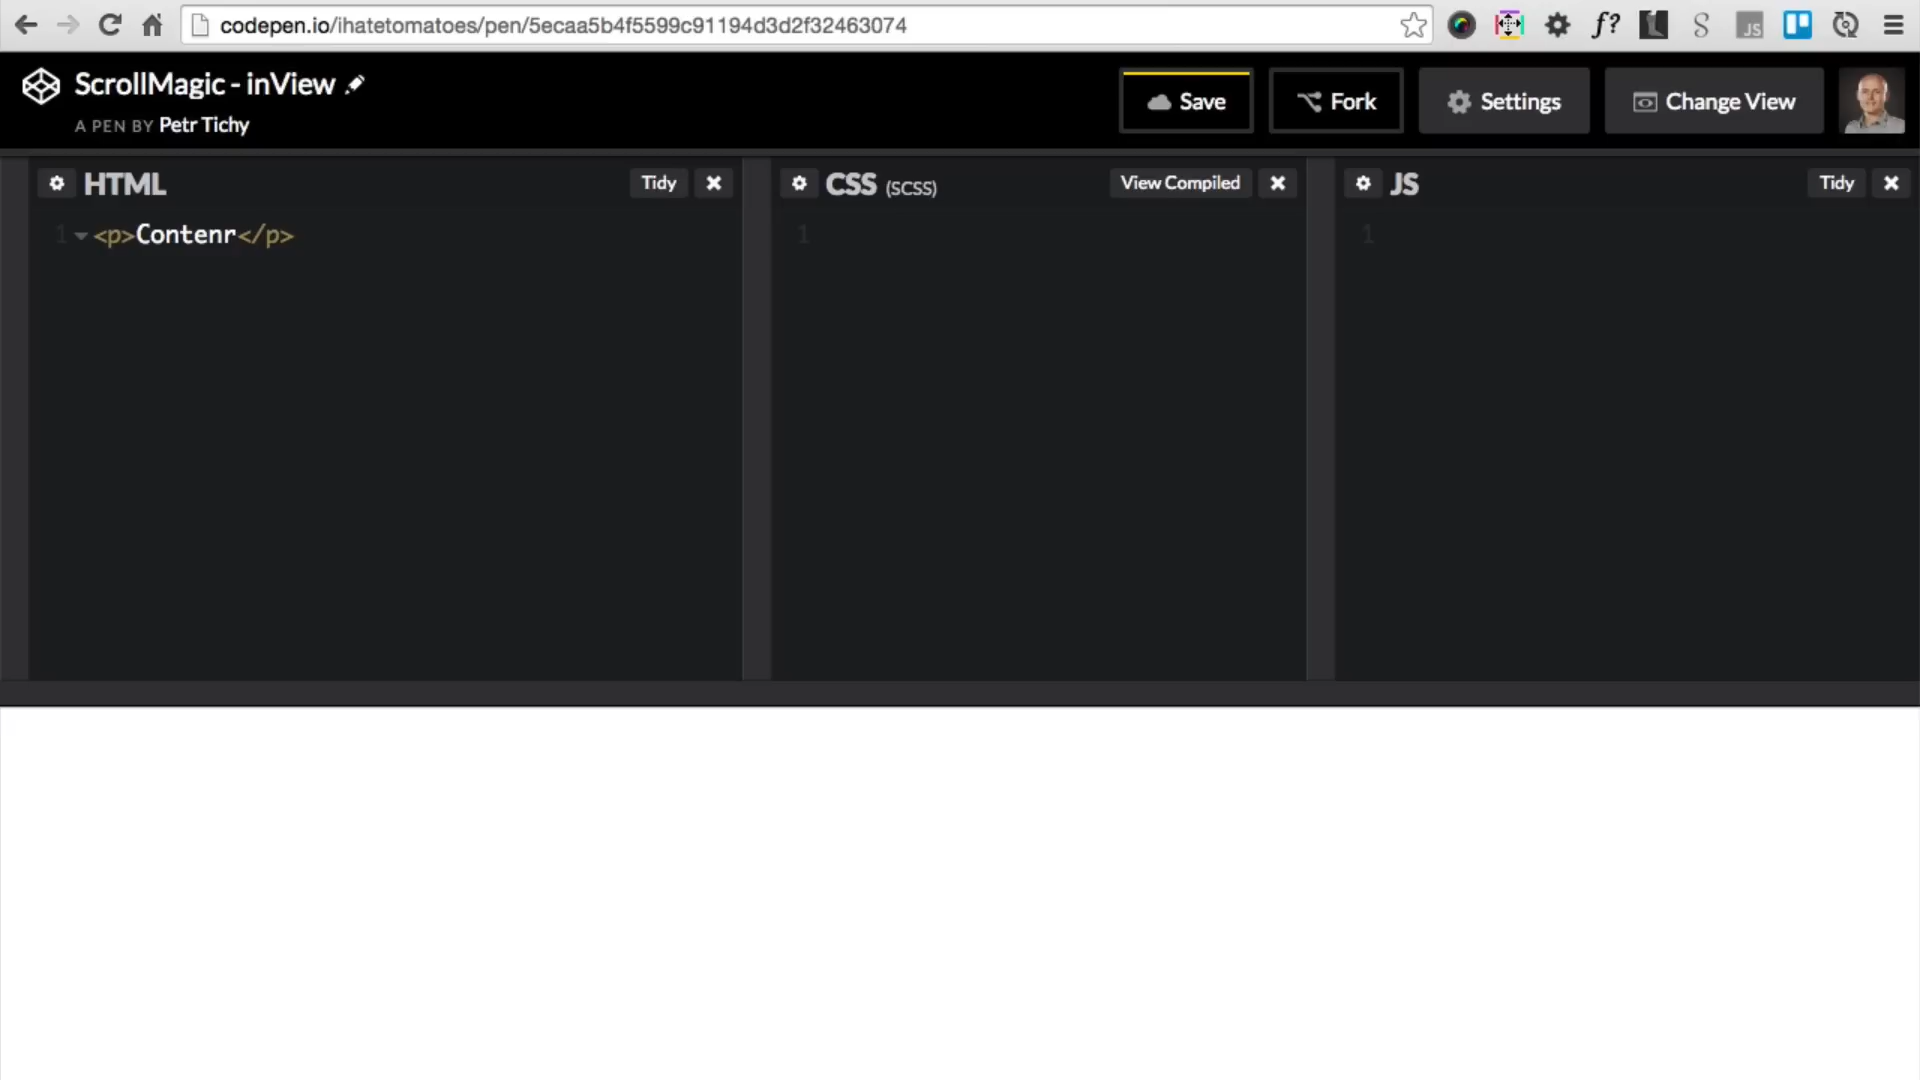 codepen.io/ihatetomatoes/pen/5ecaa5b4f5599c91194d3d2f32463074
f?
S
JS
ScrollMagic - inView
A PEN BY Petr Tichy
Save
Fork
Settings
Change View
HTML
Tidy
CSS (SCSS)
View Compiled
JS
Tidy
1 <p>Contenr</p>
1
1